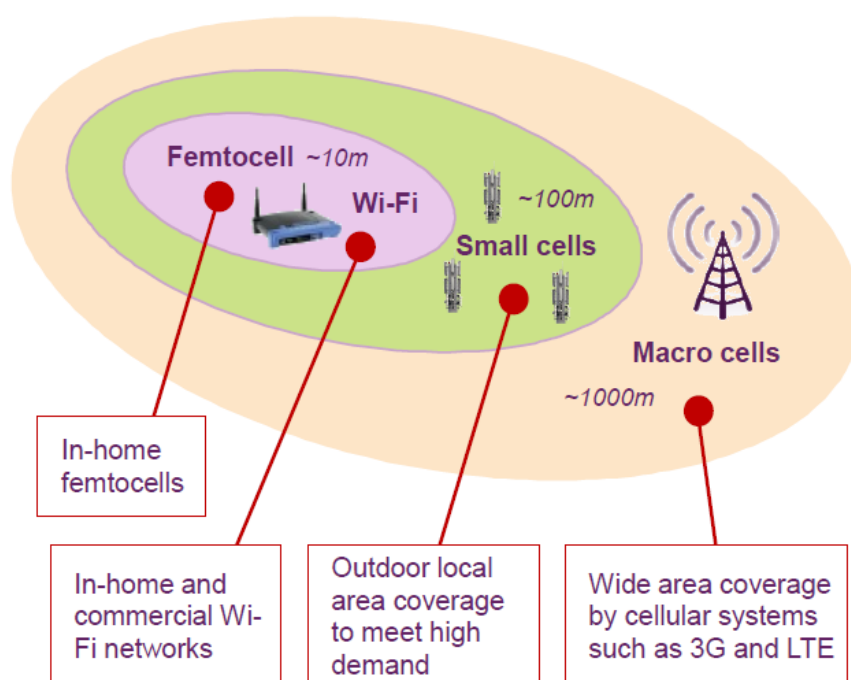 Femtocell ~10m
Wi-Fi
~100m
Small cells
Macro cells
~1000m
In-home
femtocells
In-home and
commercial Wi-
Fi networks
Outdoor local
area coverage
to meet high
demand
Wide area coverage
by cellular systems
such as 3G and LTE